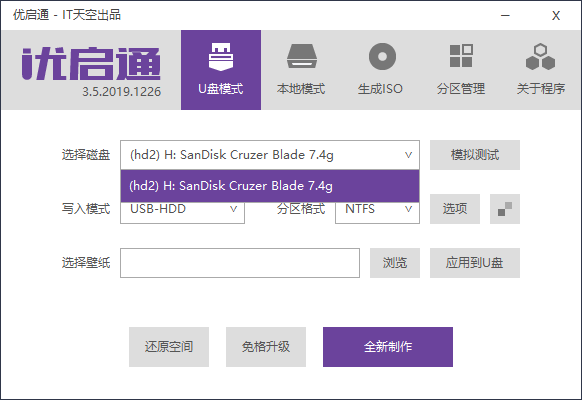 优启通 - IT天空出品
优启通
3.5.2019.1226
U盘模式
本地模式
生成ISO
分区管理
关于程序
选择磁盘
(hd2) H: SanDisk Cruzer Blade 7.4g
模拟测试
(hd2) H: SanDisk Cruzer Blade 7.4g
写入模式
USB-HDD
分区格式
NTFS
选项
选择壁纸
浏览
应用到U盘
还原空间
免格升级
全新制作